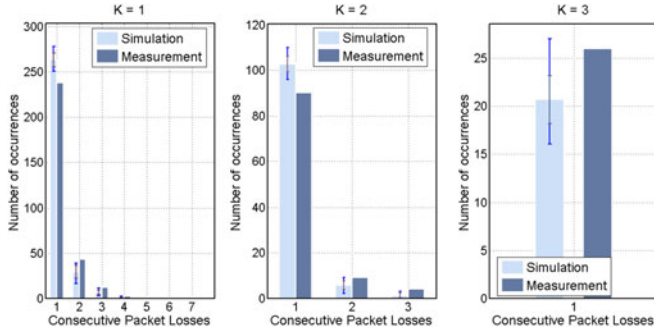 K = 1
300
250
200
150
100
50
0
Number of occurrences
Simulation
Measurement
1 2 3 4 5 6 7
Consecutive Packet Losses
K = 2
120
100
80
60
40
20
0
Number of occurrences
Simulation
Measurement
1 2 3
Consecutive Packet Losses
K = 3
25
20
15
10
5
0
Number of occurrences
Simulation
Measurement
1
Consecutive Packet Losses